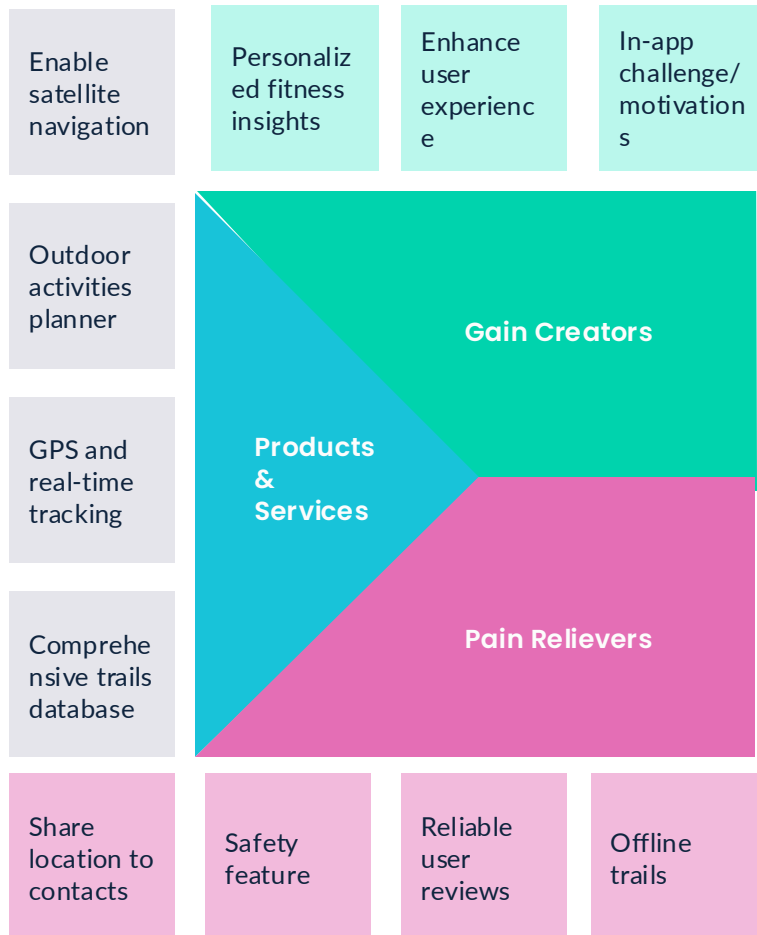 Enable
satellite
navigation
Personaliz
ed fitness
insights
Enhance
user
experienc
e
In-app
challenge/
motivation
s
Outdoor
activities
planner
Gain Creators
GPS and
real-time
tracking
Products
&
Services
Comprehe
nsive trails
database
Pain Relievers
Share
location to
contacts
Safety
feature
Reliable
user
reviews
Offline
trails